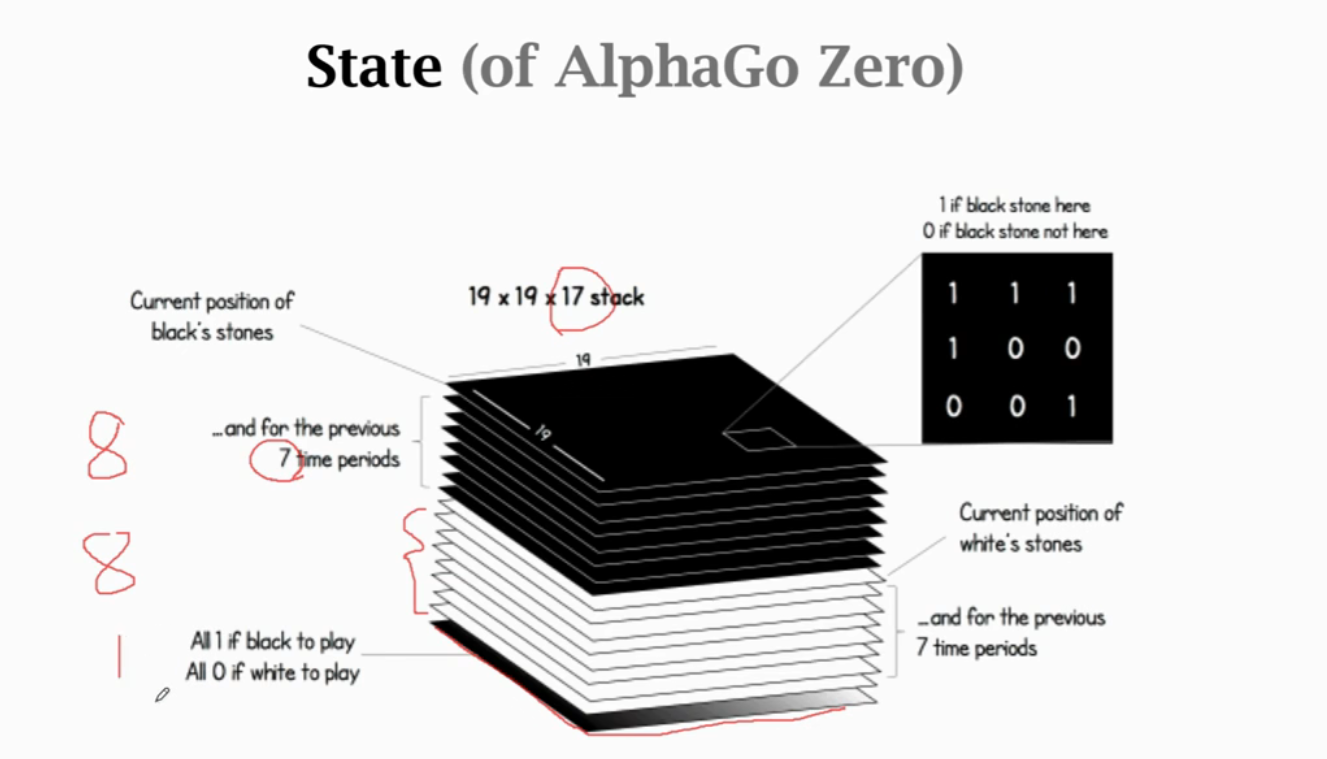 State (of AlphaGo Zero)
1 if black stone here
0 if black stone not here
1 1 1
1 0 0
0 0 1
19 x 19 x 17 stack
Current position of
black's stones
19
19
8
...and for the previous
7 time periods
8
Current position of
white's stones
...and for the previous
7 time periods
1
All 1 if black to play
All 0 if white to play